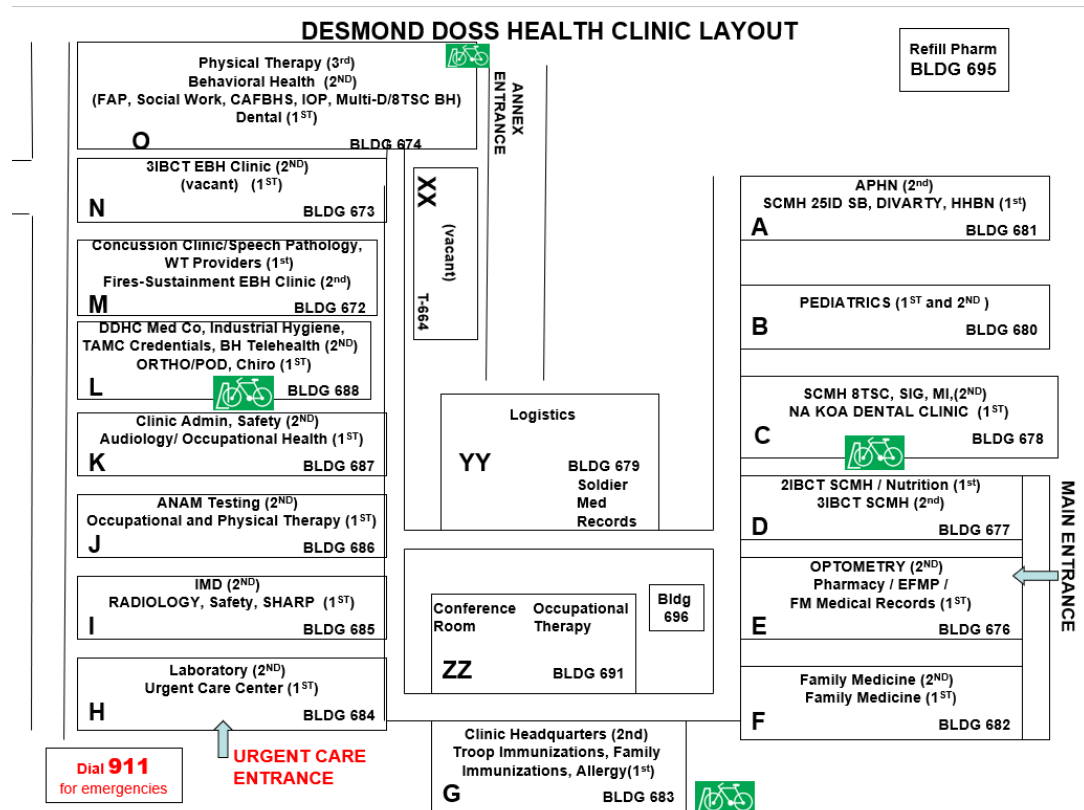 DESMOND DOSS HEALTH CLINIC LAYOUT
Refill Pharm
BLDG 695
Physical Therapy (3rd)
Behavioral Health (2ND)
(FAP, Social Work, CAFBHS, IOP, Multi-D/8TSC BH)
Dental (1ST)
O
BLDG 674
ANNEX
ENTRANCE
3IBCT EBH Clinic (2ND)
(vacant) (1ST)
N
BLDG 673
XX
(vacant)
T-664
Concussion Clinic/Speech Pathology,
WT Providers (1st)
Fires-Sustainment EBH Clinic (2nd)
M
BLDG 672
DDHC Med Co, Industrial Hygiene,
TAMC Credentials, BH Telehealth (2ND)
ORTHO/POD, Chiro (1ST)
L
BLDG 688
Clinic Admin, Safety (2ND)
Audiology/ Occupational Health (1ST)
K
BLDG 687
ANAM Testing (2ND)
Occupational and Physical Therapy (1ST)
J
BLDG 686
IMD (2ND)
RADIOLOGY, Safety, SHARP (1ST)
I
BLDG 685
Laboratory (2ND)
Urgent Care Center (1ST)
H
BLDG 684
URGENT CARE
ENTRANCE
Dial 911
for emergencies
Logistics
YY
BLDG 679
Soldier
Med
Records
Conference
Room
Occupational
Therapy
ZZ
BLDG 691
Bldg
696
Clinic Headquarters (2nd)
Troop Immunizations, Family
Immunizations, Allergy(1st)
G
BLDG 683
APHN (2nd)
SCMH 25ID SB, DIVARTY, HHBN (1st)
A
BLDG 681
PEDIATRICS (1ST and 2ND )
B
BLDG 680
SCMH 8TSC, SIG, MI,(2ND)
NA KOA DENTAL CLINIC (1ST)
C
BLDG 678
2IBCT SCMH / Nutrition (1st)
3IBCT SCMH (2nd)
D
BLDG 677
MAIN ENTRANCE
OPTOMETRY (2ND)
Pharmacy / EFMP /
FM Medical Records (1ST)
E
BLDG 676
Family Medicine (2ND)
Family Medicine (1ST)
F
BLDG 682